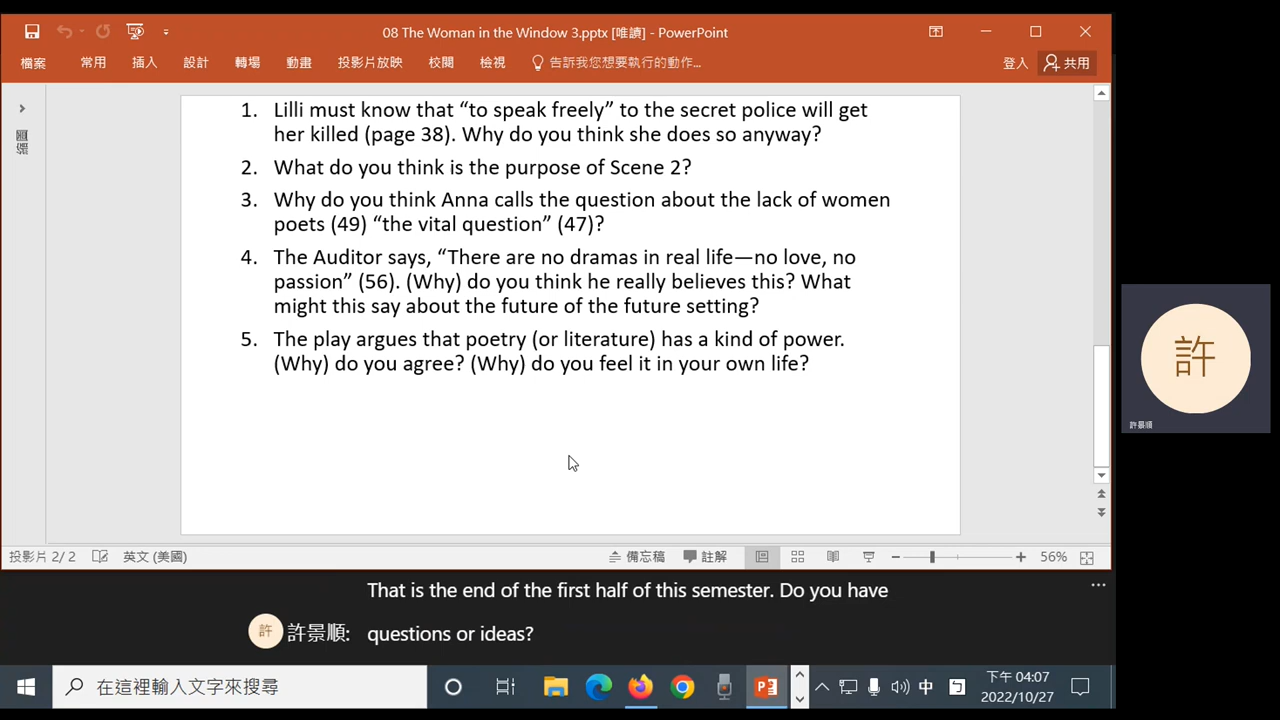 08 The Woman in the Window 3.pptx [唯讀] - PowerPoint
檔案 常用 插入 設計 轉場 動畫 投影片放映 校閱 檢視 告訴我您想要執行的動作... 登入 共用
縮圖
1. Lilli must know that “to speak freely” to the secret police will get
her killed (page 38). Why do you think she does so anyway?
2. What do you think is the purpose of Scene 2?
3. Why do you think Anna calls the question about the lack of women
poets (49) “the vital question” (47)?
4. The Auditor says, “There are no dramas in real life—no love, no
passion” (56). (Why) do you think he really believes this? What
might this say about the future of the future setting?
5. The play argues that poetry (or literature) has a kind of power.
(Why) do you agree? (Why) do you feel it in your own life?
許
許景順
投影片 2/ 2 英文 (美國) 備忘稿 註解 56%
That is the end of the first half of this semester. Do you have
許 許景順: questions or ideas?
在這裡輸入文字來搜尋
中
下午 04:07
2022/10/27